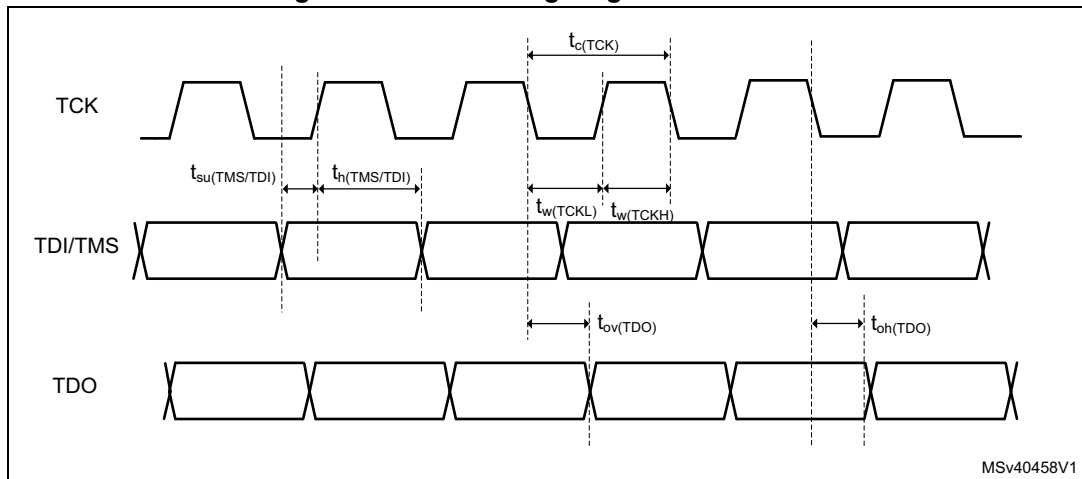 tc(TCK)
TCK
tsu(TMS/TDI) th(TMS/TDI)
tw(TCKL) tw(TCKH)
TDI/TMS
tov(TDO) toh(TDO)
TDO
MSv40458V1